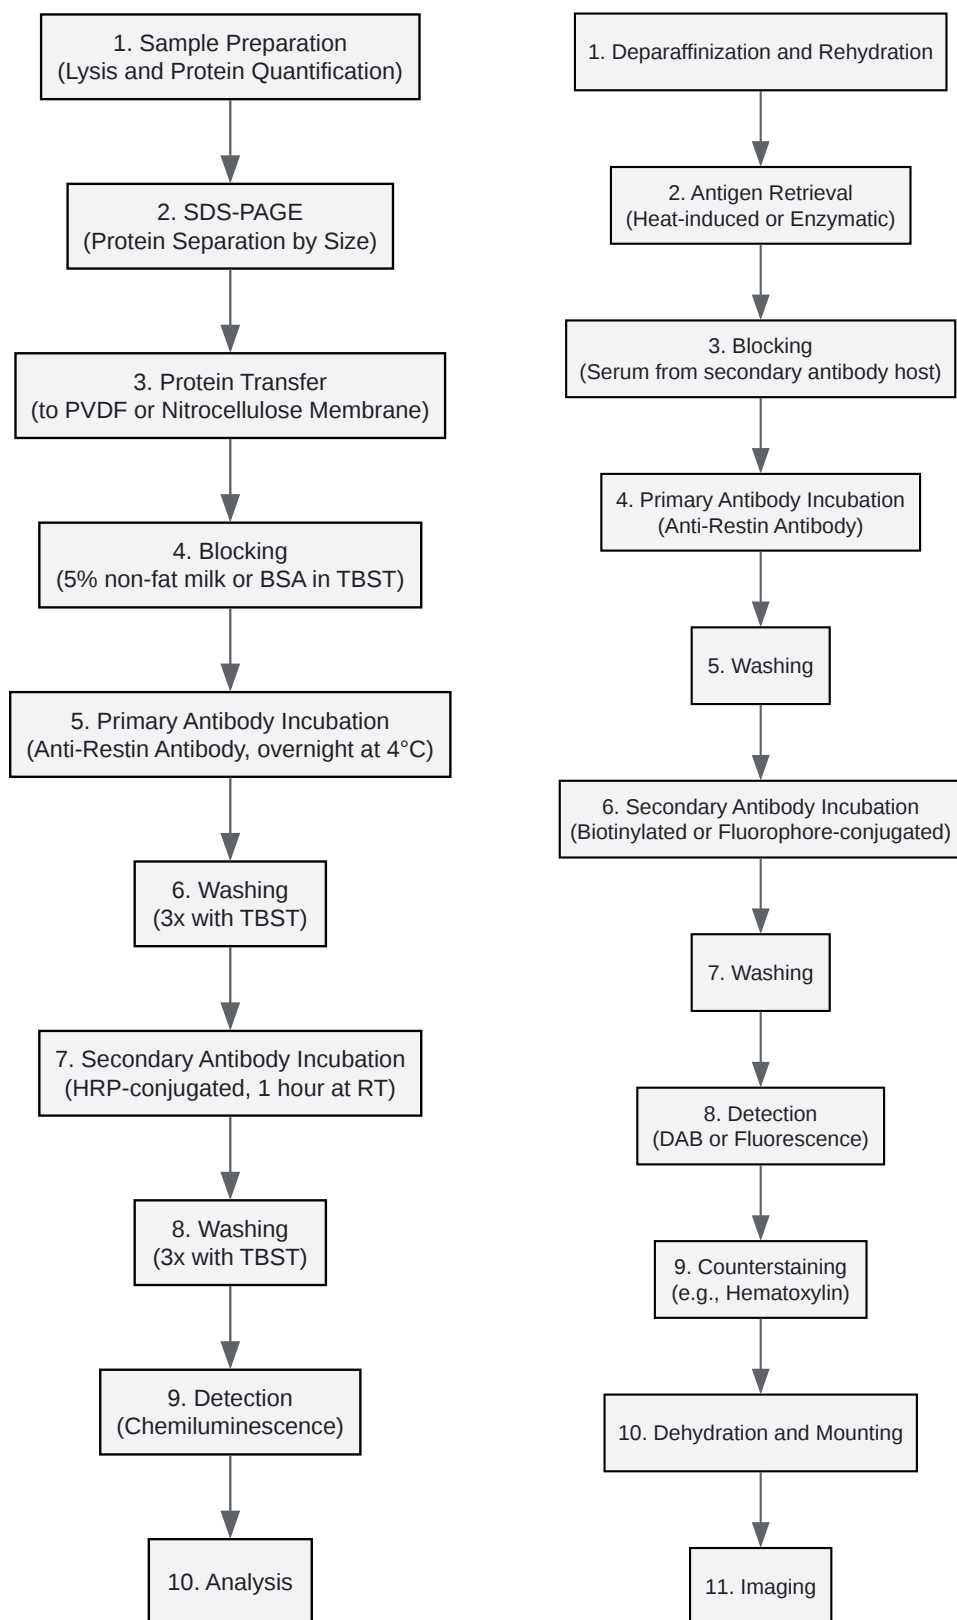 1. Sample Preparation
(Lysis and Protein Quantification)
2. SDS-PAGE
(Protein Separation by Size)
3. Protein Transfer
(to PVDF or Nitrocellulose Membrane)
4. Blocking
(5% non-fat milk or BSA in TBST)
5. Primary Antibody Incubation
(Anti-Restin Antibody, overnight at 4°C)
6. Washing
(3x with TBST)
7. Secondary Antibody Incubation
(HRP-conjugated, 1 hour at RT)
8. Washing
(3x with TBST)
9. Detection
(Chemiluminescence)
10. Analysis
1. Deparaffinization and Rehydration
2. Antigen Retrieval
(Heat-induced or Enzymatic)
3. Blocking
(Serum from secondary antibody host)
4. Primary Antibody Incubation
(Anti-Restin Antibody)
5. Washing
6. Secondary Antibody Incubation
(Biotinylated or Fluorophore-conjugated)
7. Washing
8. Detection
(DAB or Fluorescence)
9. Counterstaining
(e.g., Hematoxylin)
10. Dehydration and Mounting
11. Imaging